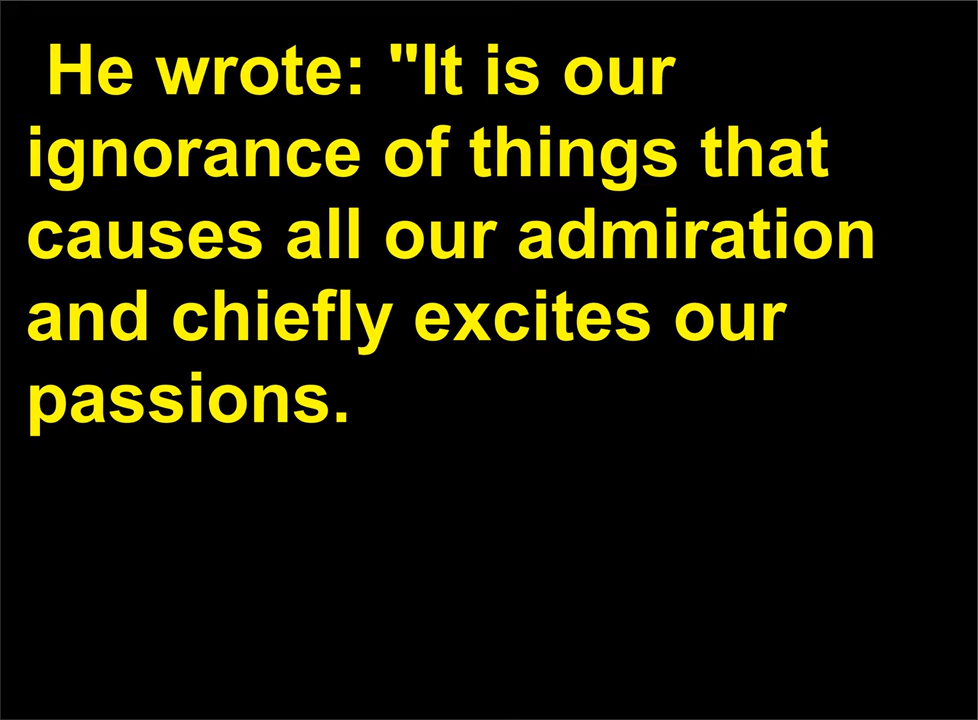 He wrote: "It is our
ignorance of things that
causes all our admiration
and chiefly excites our
passions.